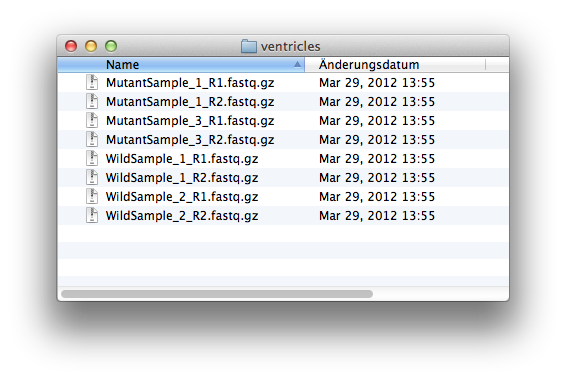 ventricles
Name Änderungsdatum
MutantSample_1_R1.fastq.gz Mar 29, 2012 13:55
MutantSample_1_R2.fastq.gz Mar 29, 2012 13:55
MutantSample_3_R1.fastq.gz Mar 29, 2012 13:55
MutantSample_3_R2.fastq.gz Mar 29, 2012 13:55
WildSample_1_R1.fastq.gz Mar 29, 2012 13:55
WildSample_1_R2.fastq.gz Mar 29, 2012 13:55
WildSample_2_R1.fastq.gz Mar 29, 2012 13:55
WildSample_2_R2.fastq.gz Mar 29, 2012 13:55